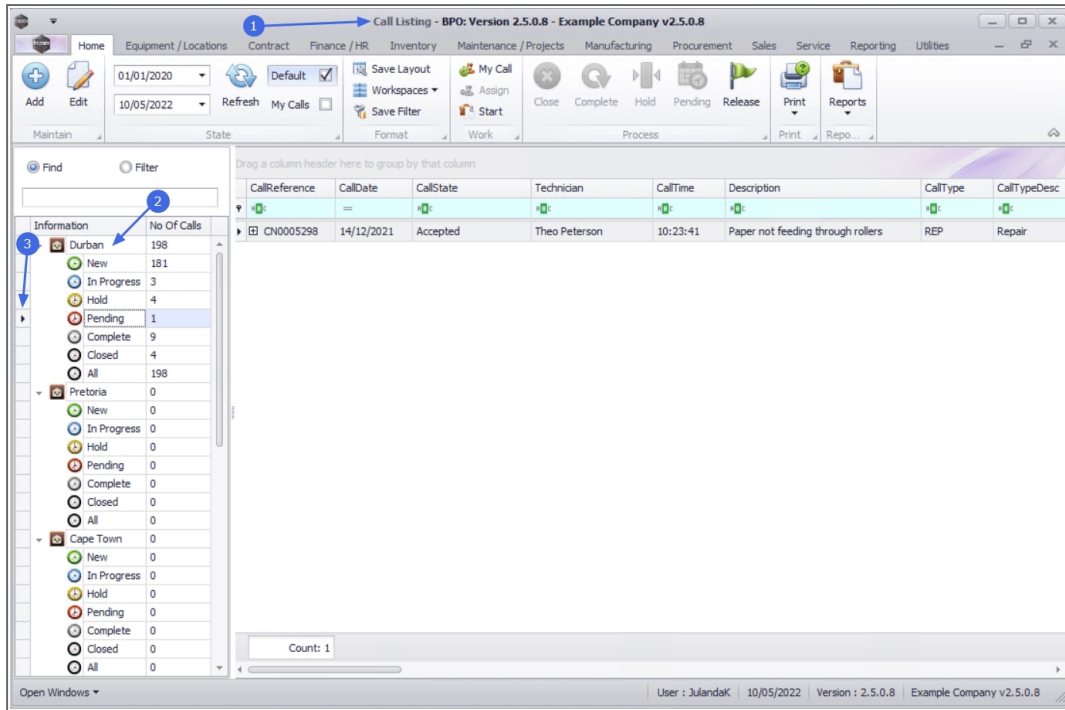 1
Call Listing - BPO: Version 2.5.0.8 - Example Company v2.5.0.8
Home Equipment / Locations Contract Finance / HR Inventory Maintenance / Projects Manufacturing Procurement Sales Service Reporting Utilities
Add
Edit
Maintain
01/01/2020
10/05/2022
Refresh
Default
My Calls
State
Save Layout
Workspaces
Save Filter
Format
My Call
Assign
Start
Work
Close
Complete
Hold
Pending
Release
Process
Print
Print
Reports
Repo...
Find Filter
2
3
Information No Of Calls
Durban 198
New 181
In Progress 3
Hold 4
Pending 1
Complete 9
Closed 4
All 198
Pretoria 0
New 0
In Progress 0
Hold 0
Pending 0
Complete 0
Closed 0
All 0
Cape Town 0
New 0
In Progress 0
Hold 0
Pending 0
Complete 0
Closed 0
All 0
Drag a column header here to group by that column
CallReference CallDate CallState Technician CallTime Description CallType CallTypeDesc
=
CN0005298 14/12/2021 Accepted Theo Peterson 10:23:41 Paper not feeding through rollers REP Repair
Count: 1
Open Windows User : JulandaK 10/05/2022 Version : 2.5.0.8 Example Company v2.5.0.8